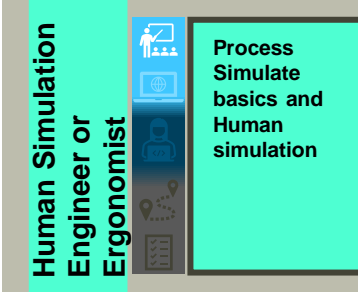 Human Simulation
Engineer or
Ergonomist
Process
Simulate
basics and
Human
simulation